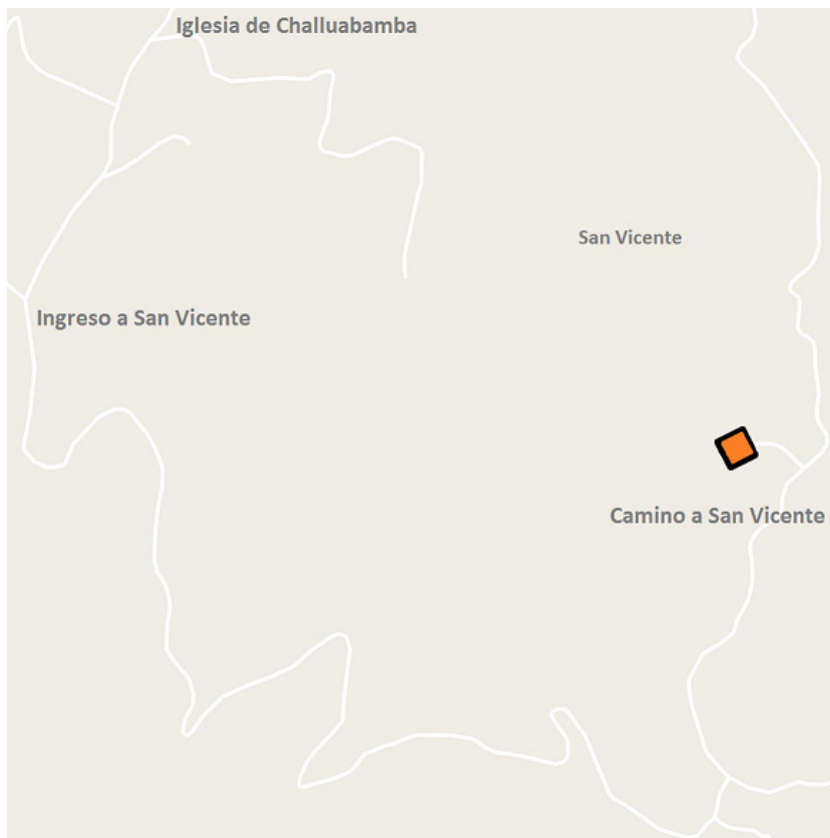 Iglesia de Challuabamba
San Vicente
Ingreso a San Vicente
Camino a San Vicente